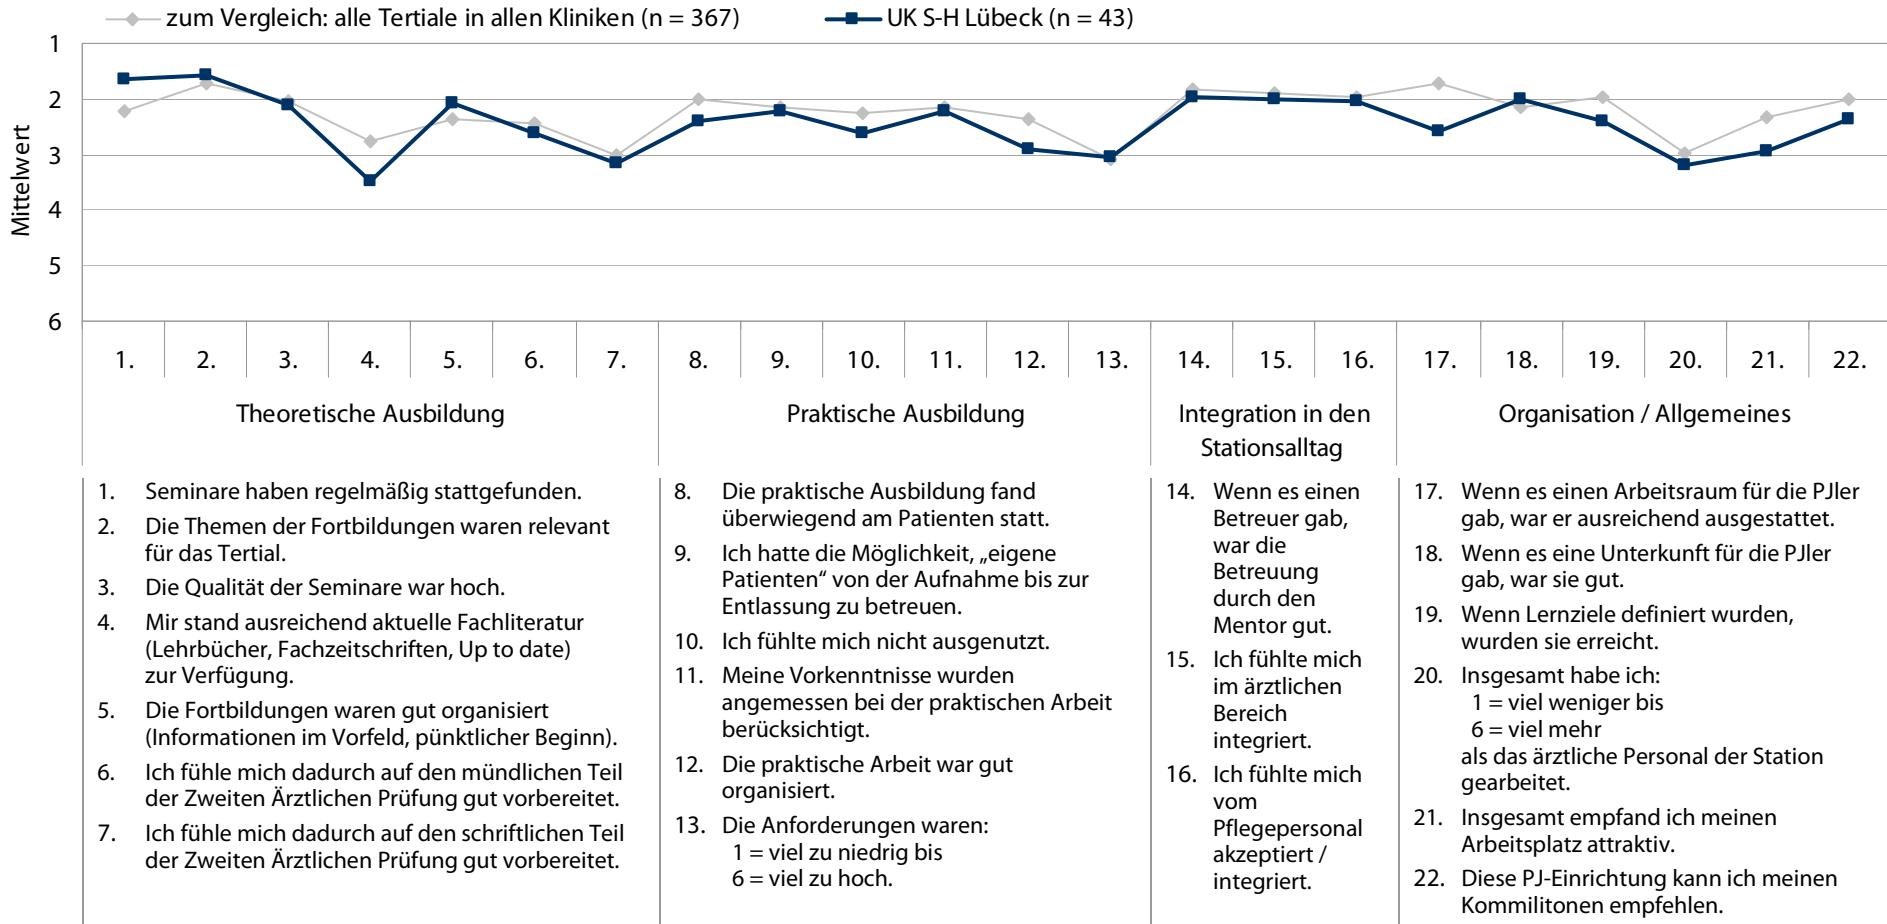 zum Vergleich: alle Tertiale in allen Kliniken (n = 367)
UK S-H Lübeck (n = 43)
Mittelwert
1
2
3
4
5
6
1. 2. 3. 4. 5. 6. 7. 8. 9. 10. 11. 12. 13. 14. 15. 16. 17. 18. 19. 20. 21. 22.
Theoretische Ausbildung
Praktische Ausbildung
Integration in den
Stationsalltag
Organisation / Allgemeines
1. Seminare haben regelmäßig stattgefunden.
2. Die Themen der Fortbildungen waren relevant
für das Tertial.
3. Die Qualität der Seminare war hoch.
4. Mir stand ausreichend aktuelle Fachliteratur
(Lehrbücher, Fachzeitschriften, Up to date)
zur Verfügung.
5. Die Fortbildungen waren gut organisiert
(Informationen im Vorfeld, pünktlicher Beginn).
6. Ich fühle mich dadurch auf den mündlichen Teil
der Zweiten Ärztlichen Prüfung gut vorbereitet.
7. Ich fühle mich dadurch auf den schriftlichen Teil
der Zweiten Ärztlichen Prüfung gut vorbereitet.
8. Die praktische Ausbildung fand
überwiegend am Patienten statt.
9. Ich hatte die Möglichkeit, „eigene
Patienten“ von der Aufnahme bis zur
Entlassung zu betreuen.
10. Ich fühlte mich nicht ausgenutzt.
11. Meine Vorkenntnisse wurden
angemessen bei der praktischen Arbeit
berücksichtigt.
12. Die praktische Arbeit war gut
organisiert.
13. Die Anforderungen waren:
1 = viel zu niedrig bis
6 = viel zu hoch.
14. Wenn es einen
Betreuer gab,
war die
Betreuung
durch den
Mentor gut.
15. Ich fühlte mich
im ärztlichen
Bereich
integriert.
16. Ich fühlte mich
vom
Pflegepersonal
akzeptiert /
integriert.
17. Wenn es einen Arbeitsraum für die PJler
gab, war er ausreichend ausgestattet.
18. Wenn es eine Unterkunft für die PJler
gab, war sie gut.
19. Wenn Lernziele definiert wurden,
wurden sie erreicht.
20. Insgesamt habe ich:
1 = viel weniger bis
6 = viel mehr
als das ärztliche Personal der Station
gearbeitet.
21. Insgesamt empfand ich meinen
Arbeitsplatz attraktiv.
22. Diese PJ-Einrichtung kann ich meinen
Kommilitonen empfehlen.